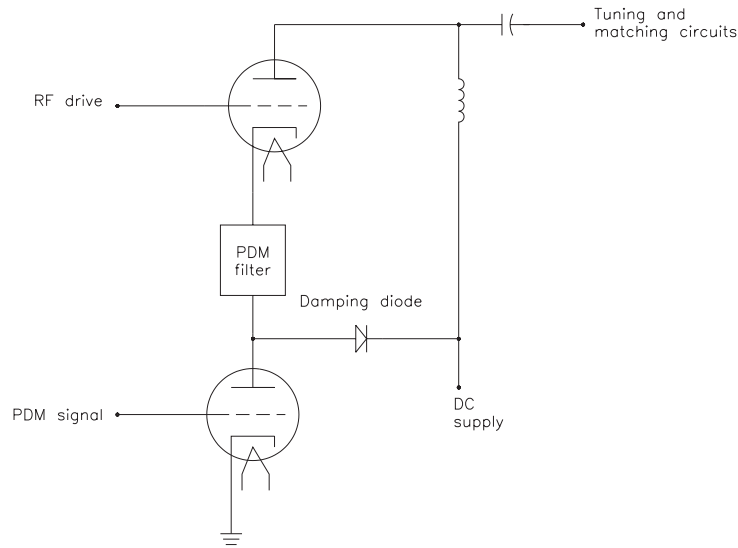 Tuning and
matching circuits
RF drive
PDM
filter
Damping diode
PDM signal
DC
supply